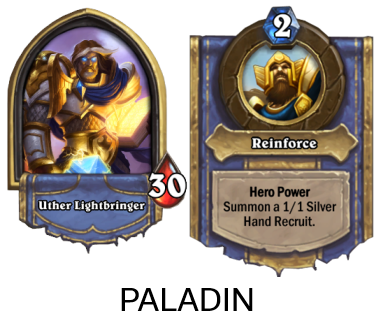 2
Reinforce
30
Uther Lightbringer
Hero Power
Summon a 1/1 Silver
Hand Recruit.
PALADIN